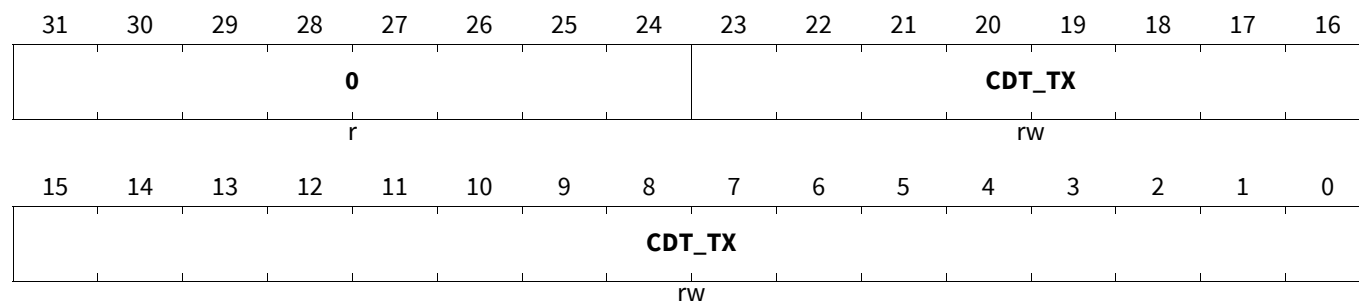 31 30 29 28 27 26 25 24 23 22 21 20 19 18 17 16
0 CDT_TX
r rw
15 14 13 12 11 10 9 8 7 6 5 4 3 2 1 0
CDT_TX
rw